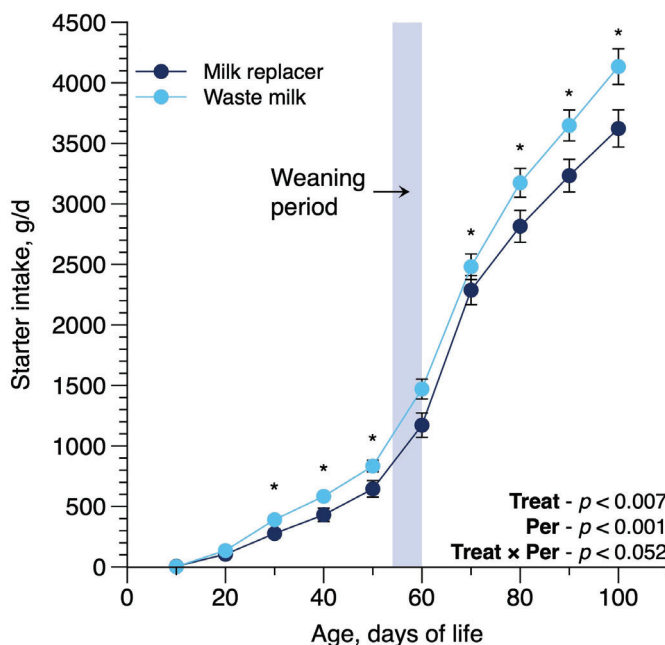 4500
4000
3500
3000
2500
2000
1500
1000
500
0
Starter intake, g/d
Milk replacer
Waste milk
Weaning
period
*
*
*
*
*
*
*
Treat - p < 0.007
Per - p < 0.001
Treat × Per - p < 0.052
0 20 40 60 80 100
Age, days of life